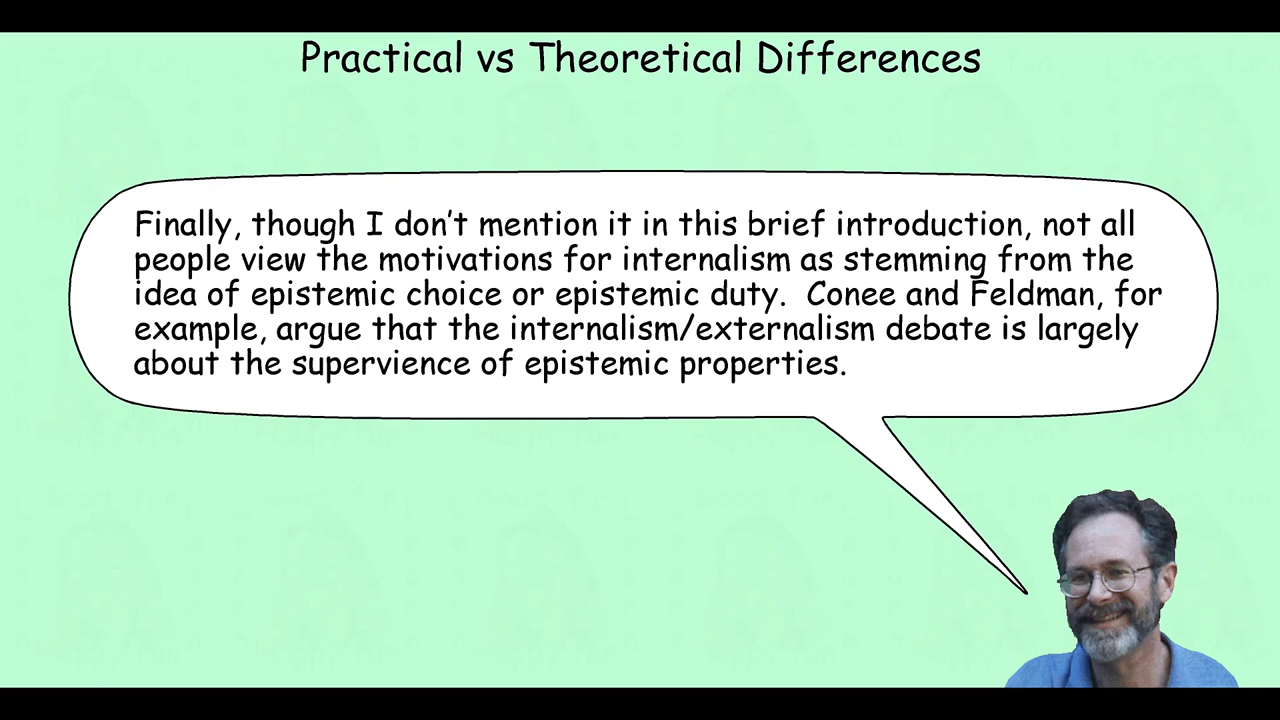 Practical vs Theoretical Differences
Finally, though I don't mention it in this brief introduction, not all
people view the motivations for internalism as stemming from the
idea of epistemic choice or epistemic duty.  Conee and Feldman, for
example, argue that the internalism/externalism debate is largely
about the supervience of epistemic properties.